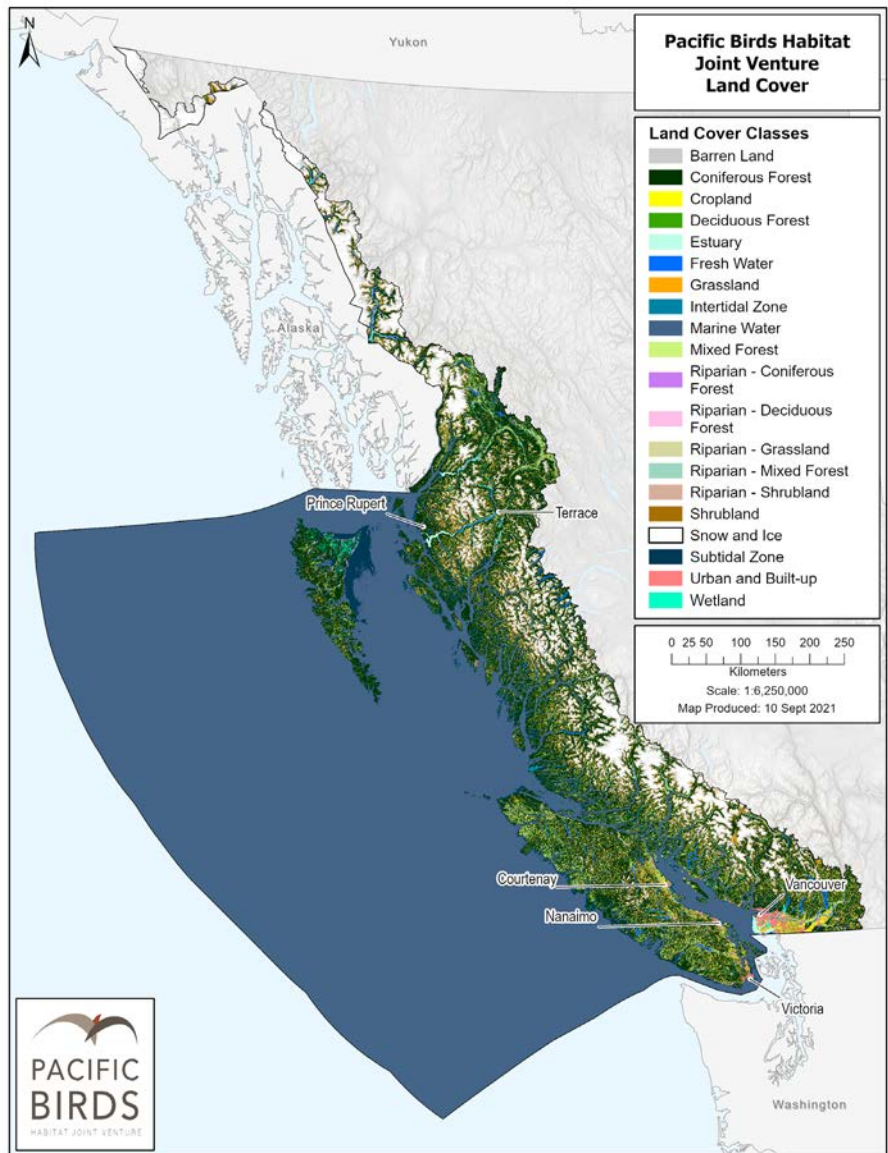 N
Yukon
Pacific Birds Habitat
Joint Venture
Land Cover
Land Cover Classes
Barren Land
Coniferous Forest
Cropland
Deciduous Forest
Estuary
Fresh Water
Grassland
Intertidal Zone
Marine Water
Mixed Forest
Riparian - Coniferous
Forest
Riparian - Deciduous
Forest
Riparian - Grassland
Riparian - Mixed Forest
Riparian - Shrubland
Shrubland
Snow and Ice
Subtidal Zone
Urban and Built-up
Wetland
0 25 50 100 150 200 250
Kilometers
Scale: 1:6,250,000
Map Produced: 10 Sept 2021
Alaska
Prince Rupert
Terrace
Courtenay
Vancouver
Nanaimo
Victoria
Washington
PACIFIC
BIRDS
HABITAT JOINT VENTURE